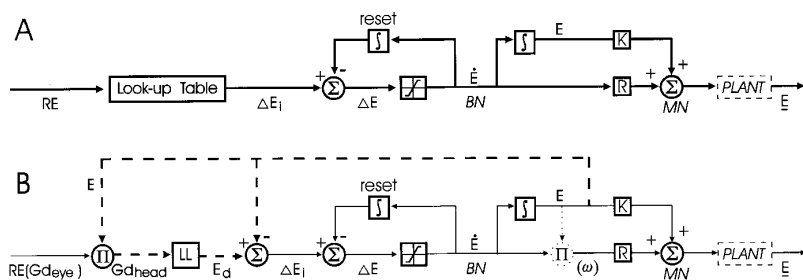 A
reset
∫
∫
E
K
+
-
+
+
RE
Look-up Table
ΔEi
Σ
ΔE
Ė
BN
R
Σ
MN
PLANT
E
B
E
reset
∫
∫
E
K
+
-
+
-
+
+
RE(Gdeye)
Π
Gdhead
LL
Ed
Σ
ΔEi
Σ
ΔE
Ė
BN
Π
(ω)
R
Σ
MN
PLANT
E